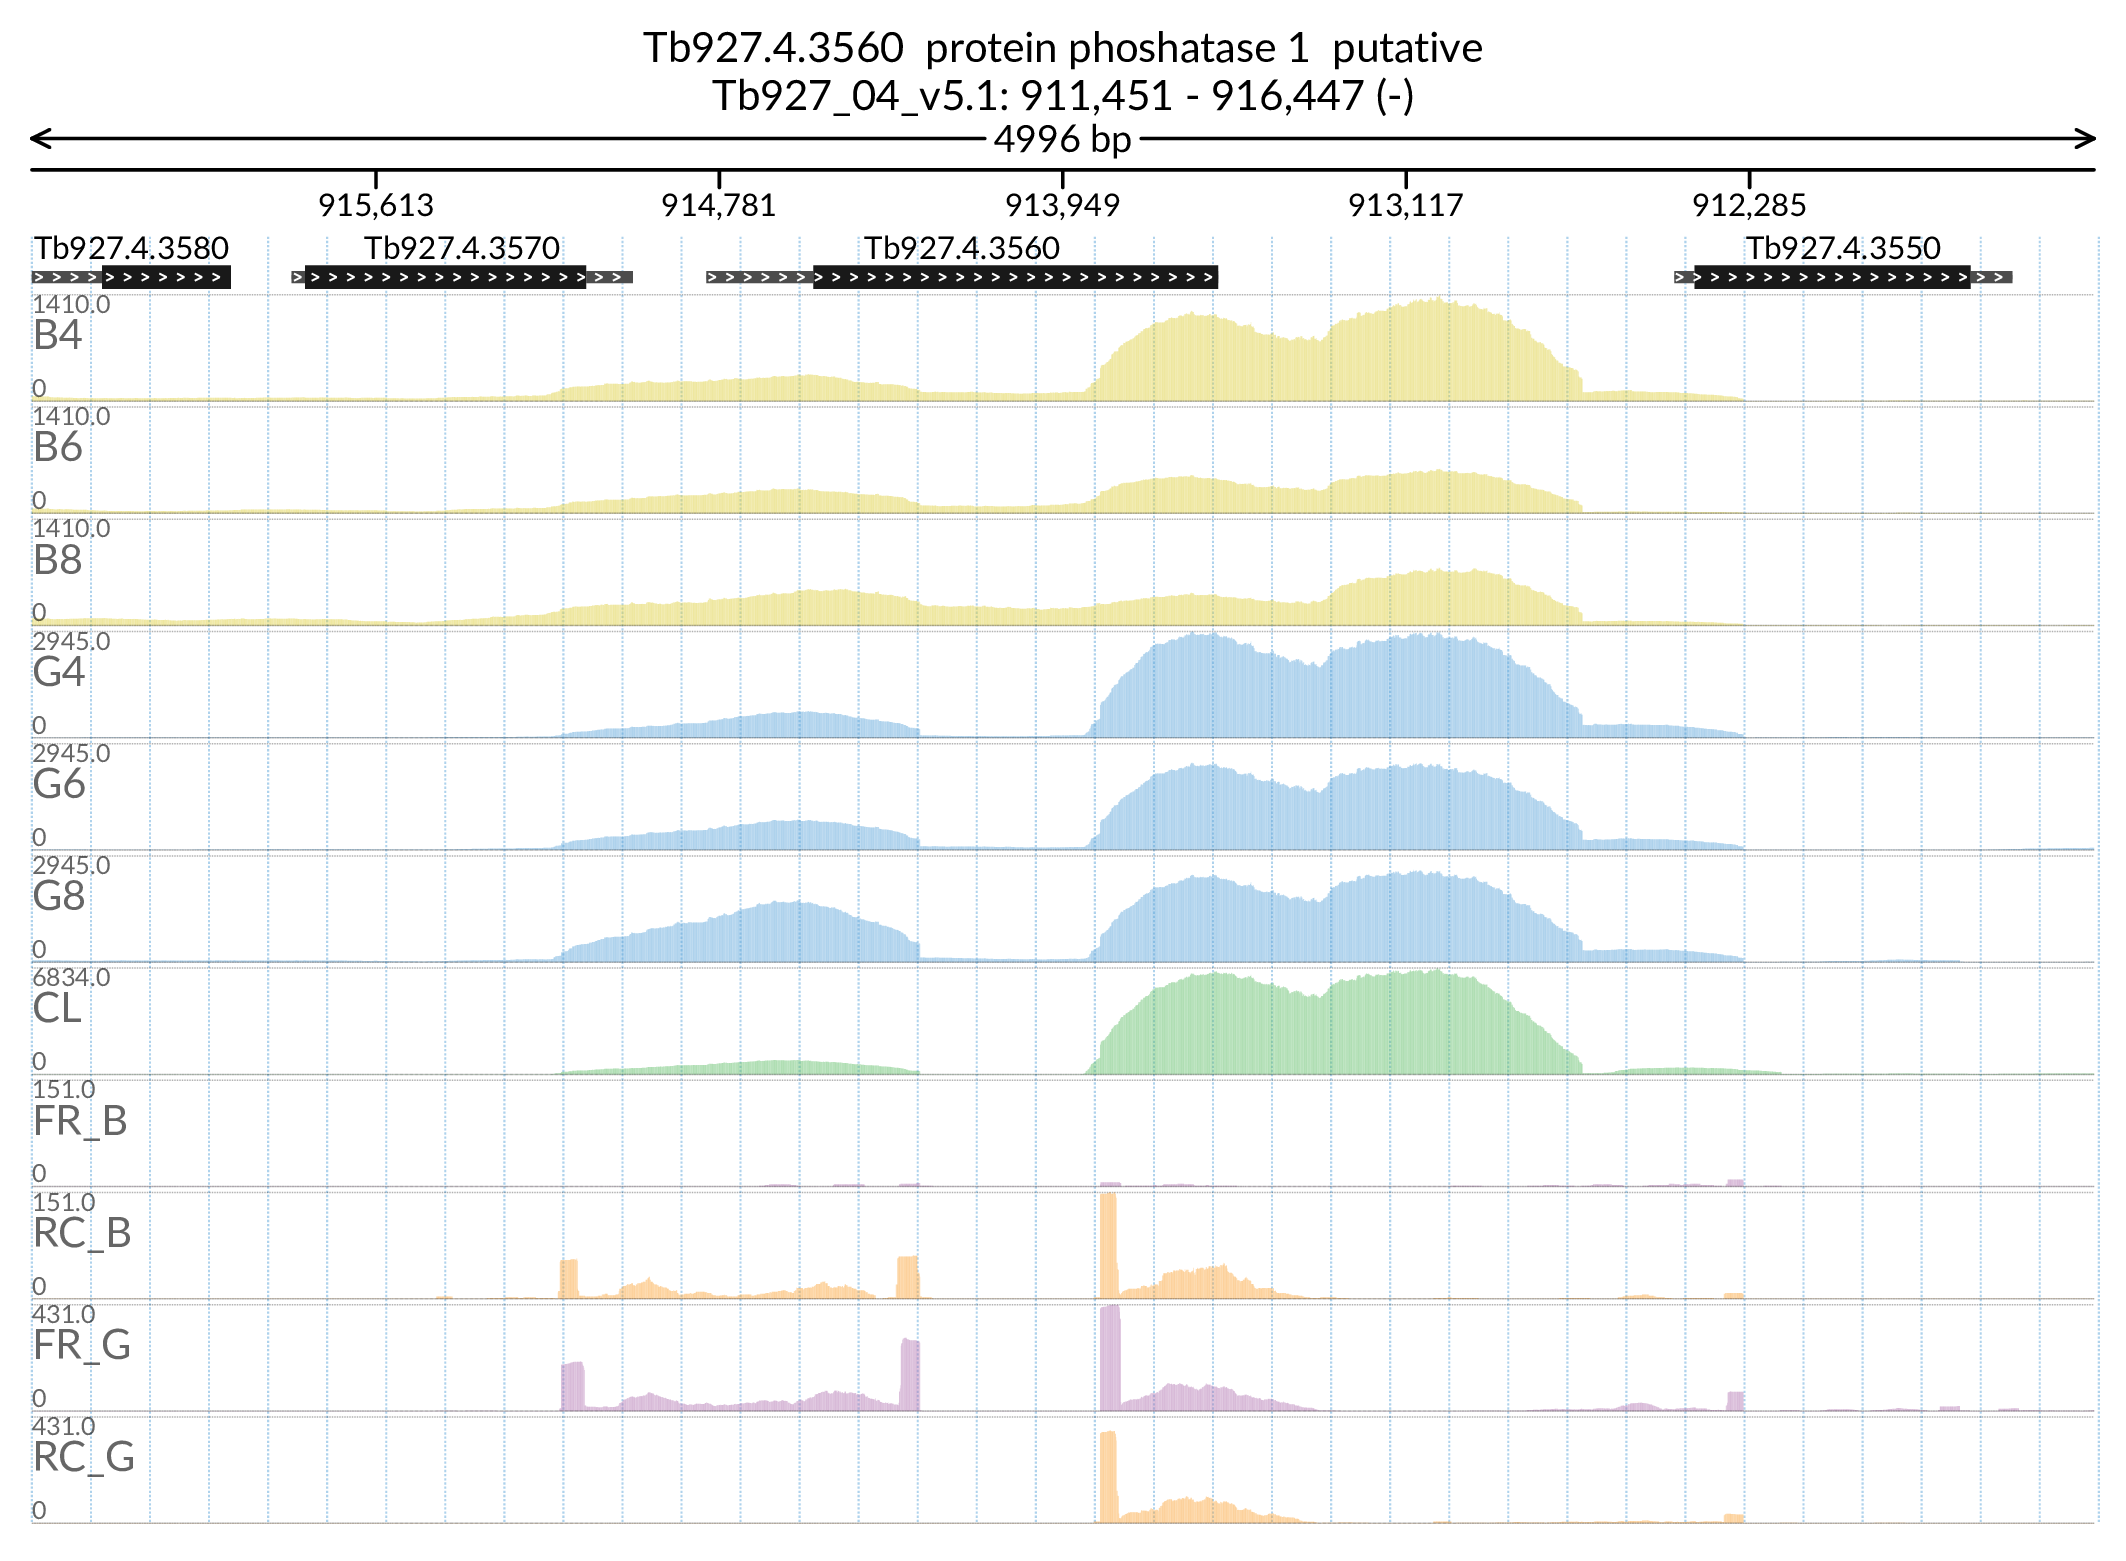 Tb927.4.3560 protein phoshatase 1 putative
Tb927_04_v5.1: 911,451 - 916,447 (-)
4996 bp
915,613 914,781 913,949 913,117 912,285
Tb927.4.3580 Tb927.4.3570 Tb927.4.3560 Tb927.4.3550
1410.0
B4
0
1410.0
B6
0
1410.0
B8
0
2945.0
G4
0
2945.0
G6
0
2945.0
G8
0
6834.0
CL
0
151.0
FR_B
0
151.0
RC_B
0
431.0
FR_G
0
431.0
RC_G
0